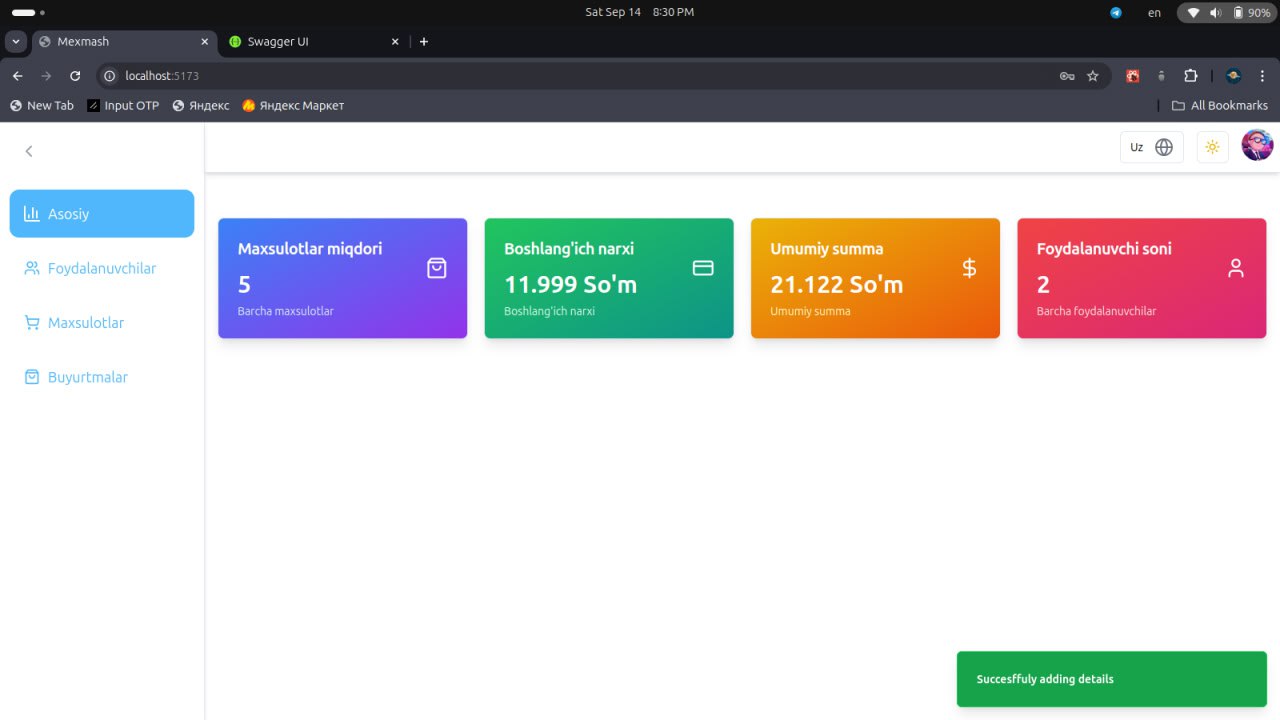 Sat Sep 14 8:30 PM
en
90%
Mexmash
Swagger UI
localhost:5173
New Tab
Input OTP
Яндекс
Яндекс Маркет
All Bookmarks
Uz
Asosiy
Foydalanuvchilar
Maxsulotlar
Buyurtmalar
Maxsulotlar miqdori
5
Barcha maxsulotlar
Boshlang'ich narxi
11.999 So'm
Boshlang'ich narxi
Umumiy summa
21.122 So'm
Umumiy summa
Foydalanuvchi soni
2
Barcha foydalanuvchilar
Succesffuly adding details